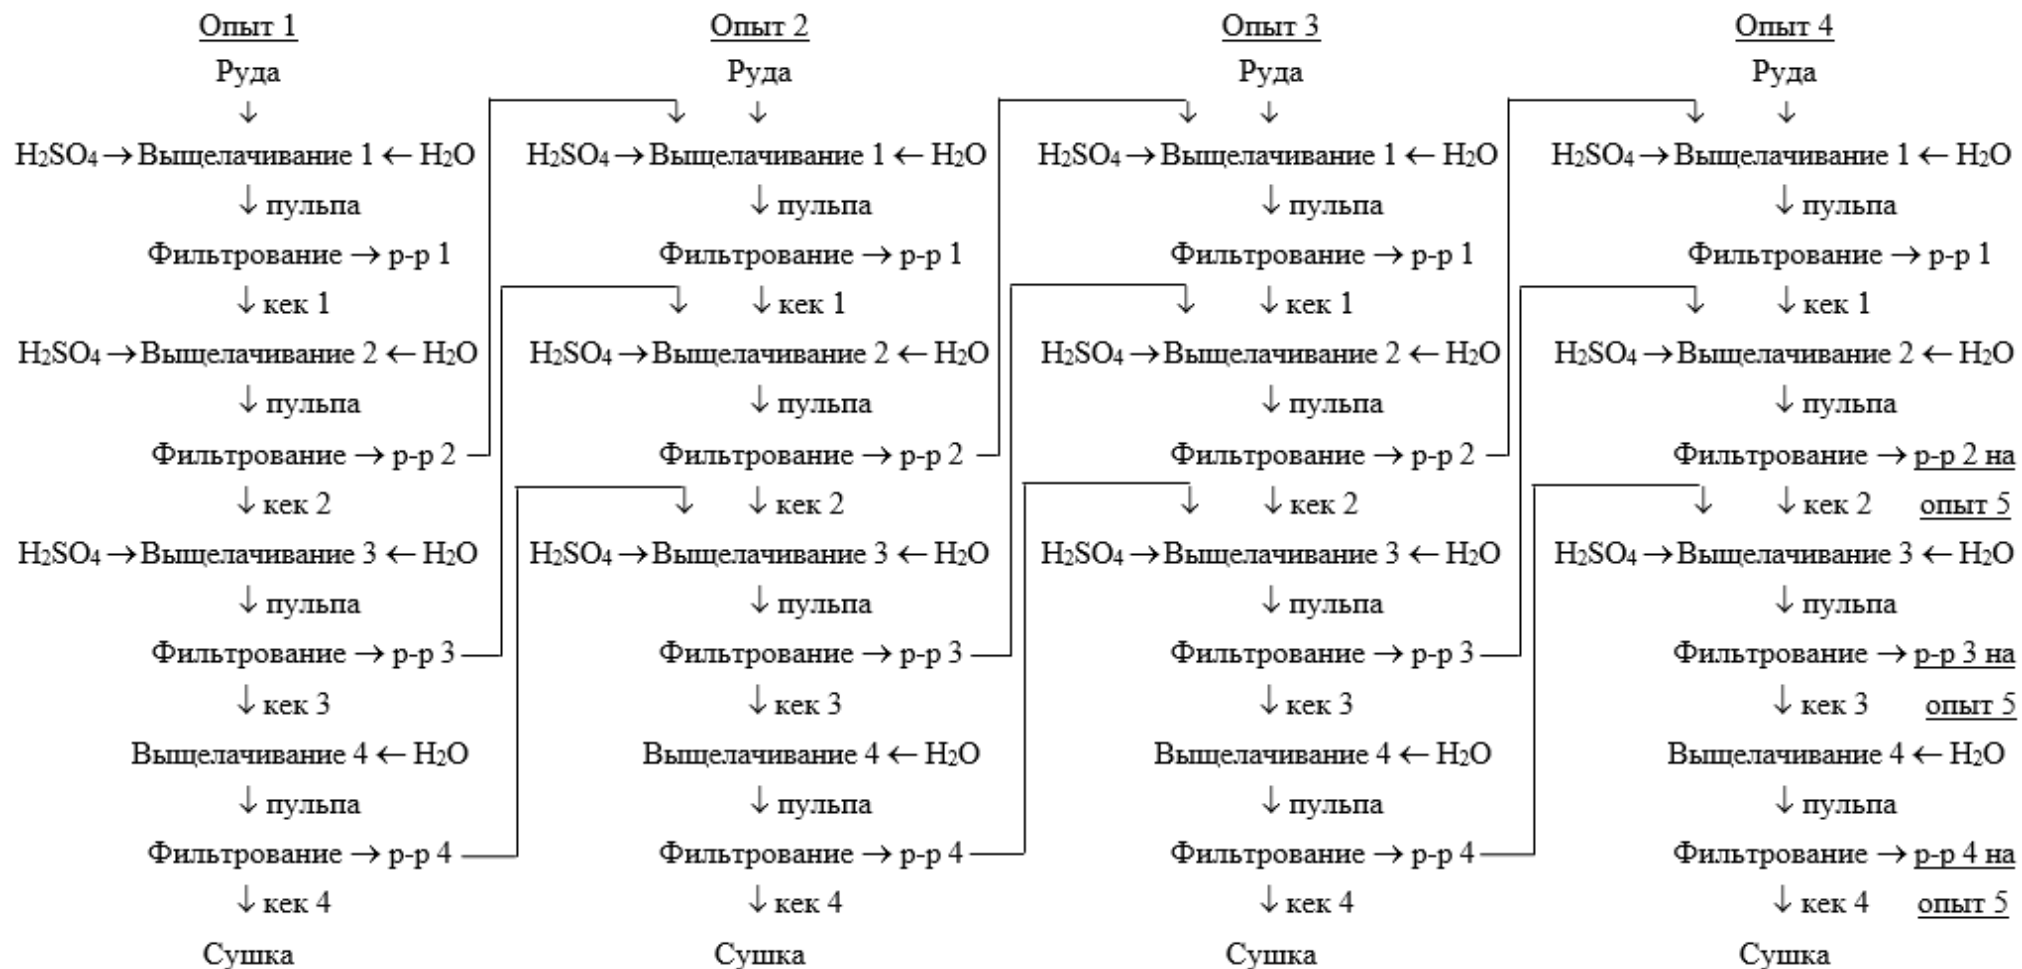 Опыт 1 Опыт 2 Опыт 3 Опыт 4
Руда Руда Руда Руда
↓ ↓ ↓ ↓
H₂SO₄ → Выщелачивание 1 ← H₂O H₂SO₄ → Выщелачивание 1 ← H₂O H₂SO₄ → Выщелачивание 1 ← H₂O H₂SO₄ → Выщелачивание 1 ← H₂O
↓ пульпа ↓ пульпа ↓ пульпа ↓ пульпа
Фильтрование → р-р 1 Фильтрование → р-р 1 Фильтрование → р-р 1 Фильтрование → р-р 1
↓ кек 1 ↓ кек 1 ↓ кек 1 ↓ кек 1
H₂SO₄ → Выщелачивание 2 ← H₂O H₂SO₄ → Выщелачивание 2 ← H₂O H₂SO₄ → Выщелачивание 2 ← H₂O H₂SO₄ → Выщелачивание 2 ← H₂O
↓ пульпа ↓ пульпа ↓ пульпа ↓ пульпа
Фильтрование → р-р 2 Фильтрование → р-р 2 Фильтрование → р-р 2 Фильтрование → р-р 2 на
↓ кек 2 ↓ кек 2 ↓ кек 2 ↓ кек 2 опыт 5
H₂SO₄ → Выщелачивание 3 ← H₂O H₂SO₄ → Выщелачивание 3 ← H₂O H₂SO₄ → Выщелачивание 3 ← H₂O H₂SO₄ → Выщелачивание 3 ← H₂O
↓ пульпа ↓ пульпа ↓ пульпа ↓ пульпа
Фильтрование → р-р 3 Фильтрование → р-р 3 Фильтрование → р-р 3 Фильтрование → р-р 3 на
↓ кек 3 ↓ кек 3 ↓ кек 3 ↓ кек 3 опыт 5
Выщелачивание 4 ← H₂O Выщелачивание 4 ← H₂O Выщелачивание 4 ← H₂O Выщелачивание 4 ← H₂O
↓ пульпа ↓ пульпа ↓ пульпа ↓ пульпа
Фильтрование → р-р 4 Фильтрование → р-р 4 Фильтрование → р-р 4 Фильтрование → р-р 4 на
↓ кек 4 ↓ кек 4 ↓ кек 4 ↓ кек 4 опыт 5
Сушка Сушка Сушка Сушка